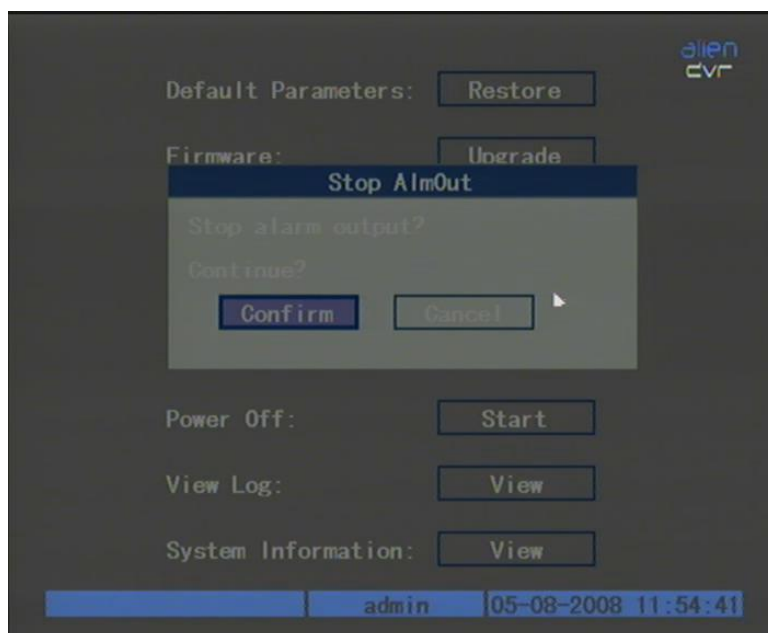 alien
dvr
Default Parameters: Restore
Firmware: Upgrade
Stop AlmOut
Stop alarm output?
Continue?
Confirm Cancel
Power Off: Start
View Log: View
System Information: View
admin 05-08-2008 11:54:41